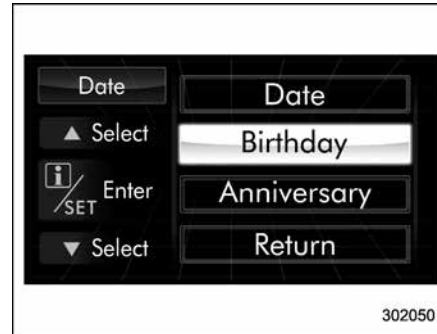 Date
▲ Select
i/SET Enter
▼ Select
Date
Birthday
Anniversary
Return
302050